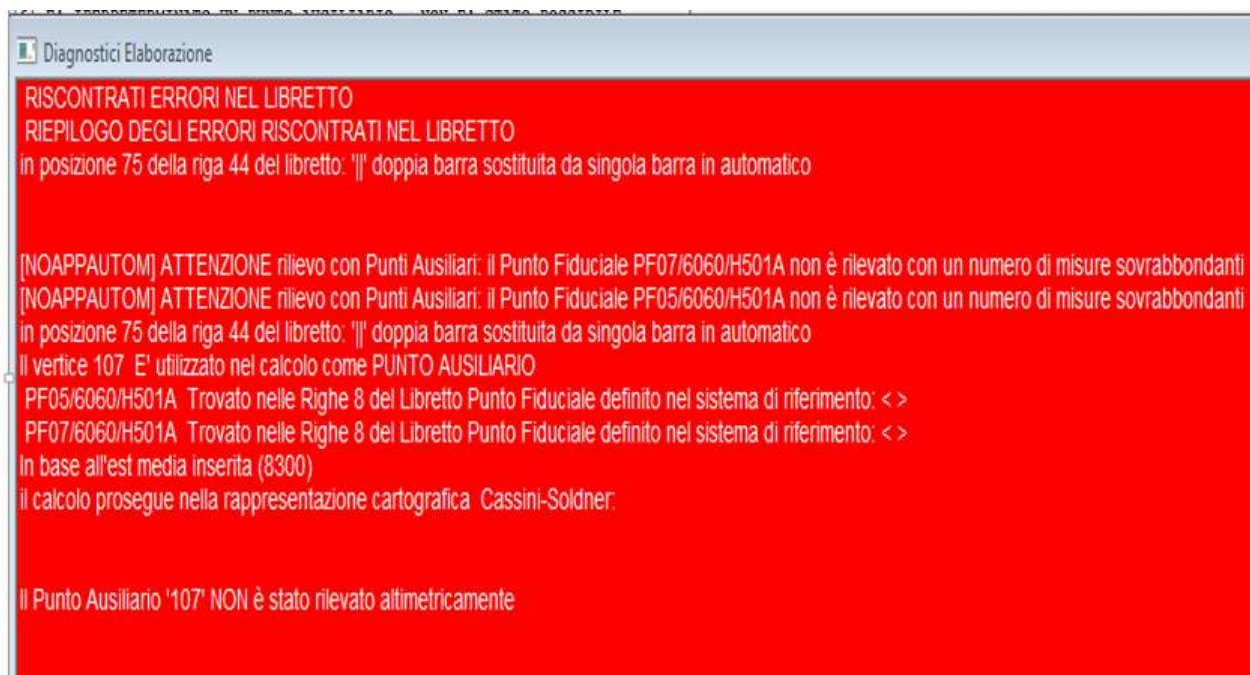 Diagnostici Elaborazione
RISCONTRATI ERRORI NEL LIBRETTO
RIEPILOGO DEGLI ERRORI RISCONTRATI NEL LIBRETTO
in posizione 75 della riga 44 del libretto: '||' doppia barra sostituita da singola barra in automatico
[NOAPPAUTOM] ATTENZIONE rilievo con Punti Ausiliari: il Punto Fiduciale PF07/6060/H501A non è rilevato con un numero di misure sovrabbondanti
[NOAPPAUTOM] ATTENZIONE rilievo con Punti Ausiliari: il Punto Fiduciale PF05/6060/H501A non è rilevato con un numero di misure sovrabbondanti
in posizione 75 della riga 44 del libretto: '||' doppia barra sostituita da singola barra in automatico
Il vertice 107 E' utilizzato nel calcolo come PUNTO AUSILIARIO
PF05/6060/H501A Trovato nelle Righe 8 del Libretto Punto Fiduciale definito nel sistema di riferimento: < >
PF07/6060/H501A Trovato nelle Righe 8 del Libretto Punto Fiduciale definito nel sistema di riferimento: < >
In base all'est media inserita (8300)
il calcolo prosegue nella rappresentazione cartografica Cassini-Soldner:
Il Punto Ausiliario '107' NON è stato rilevato altimetricamente